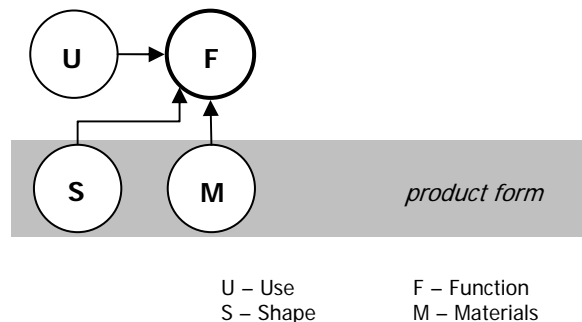 U F
S M product form
U – Use F – Function
S – Shape M – Materials